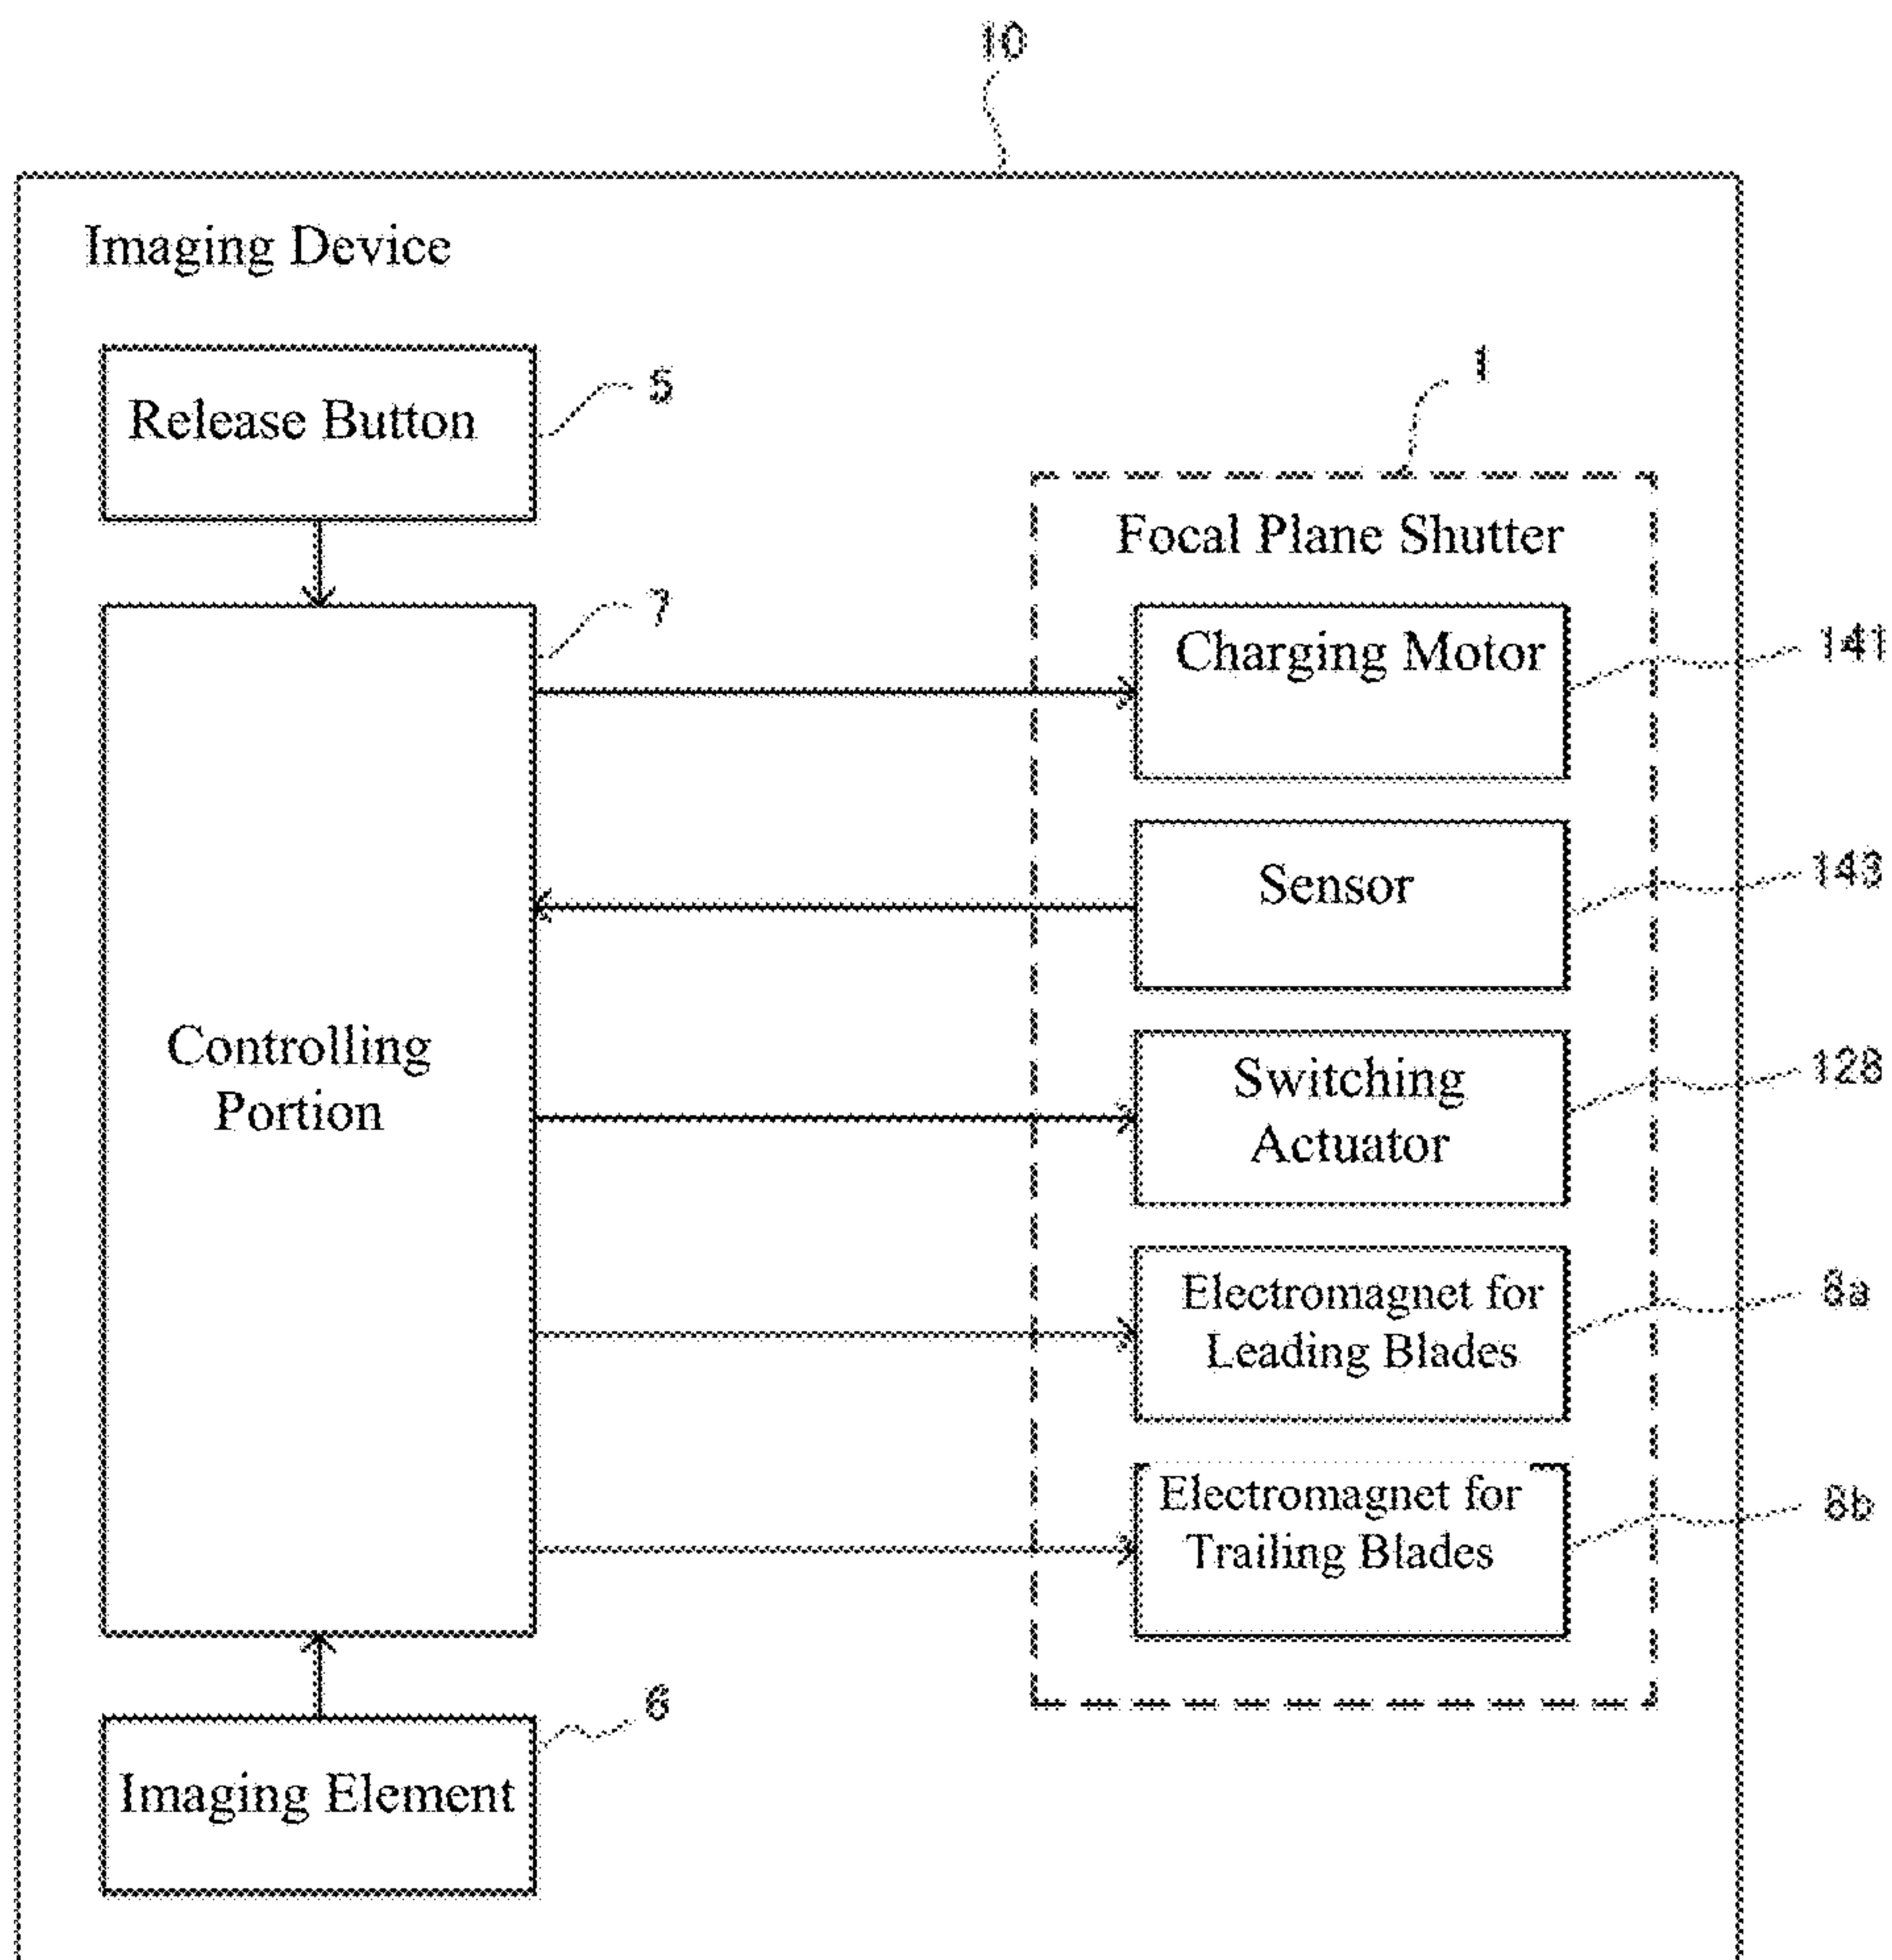 10
Imaging Device
Release Button
5
1
Focal Plane Shutter
7
Charging Motor
141
Sensor
143
Controlling
Portion
Switching
Actuator
128
Electromagnet for
Leading Blades
8a
Electromagnet for
Trailing Blades
8b
6
Imaging Element